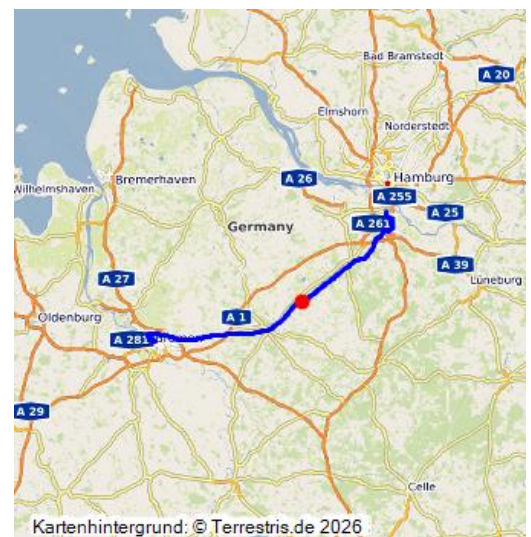 Bad Bramstedt
A 20
Elmshorn
Norderstedt
Wilhelmshaven
Bremerhaven
A 26
Hamburg
A 255
A 25
A 261
Germany
A 27
A 39
Lüneburg
Oldenburg
A 1
A 281
A 29
Celle
Kartenhintergrund: © Terrestris.de 2026